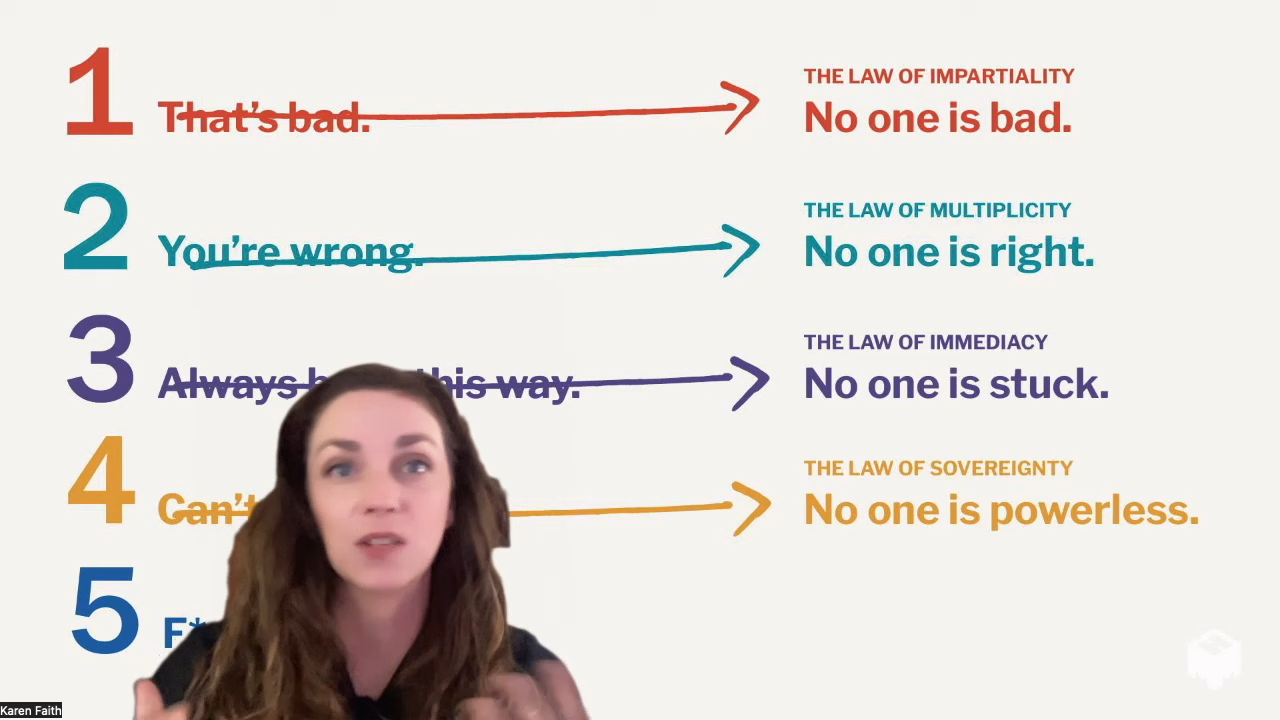 1
That's bad.
THE LAW OF IMPARTIALITY
No one is bad.
2
You're wrong.
THE LAW OF MULTIPLICITY
No one is right.
3
Always this way.
THE LAW OF IMMEDIACY
No one is stuck.
4
Can't
THE LAW OF SOVEREIGNTY
No one is powerless.
5
Karen Faith